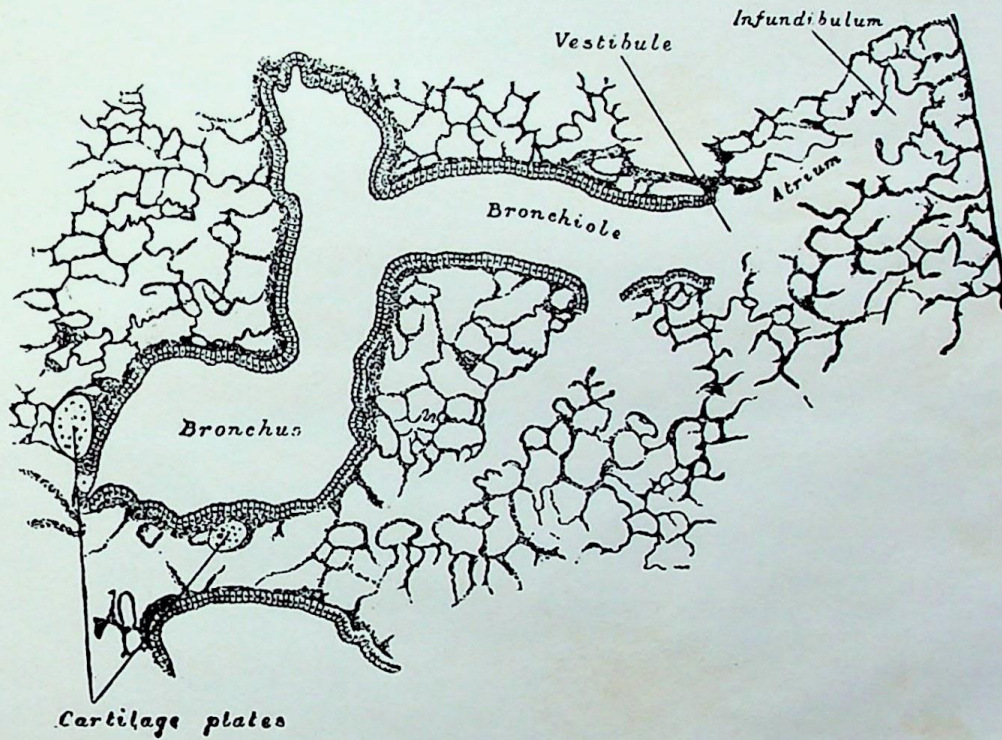 Infundibulum
Vestibule
Atrium
Bronchiole
Bronchus
Cartilage plates